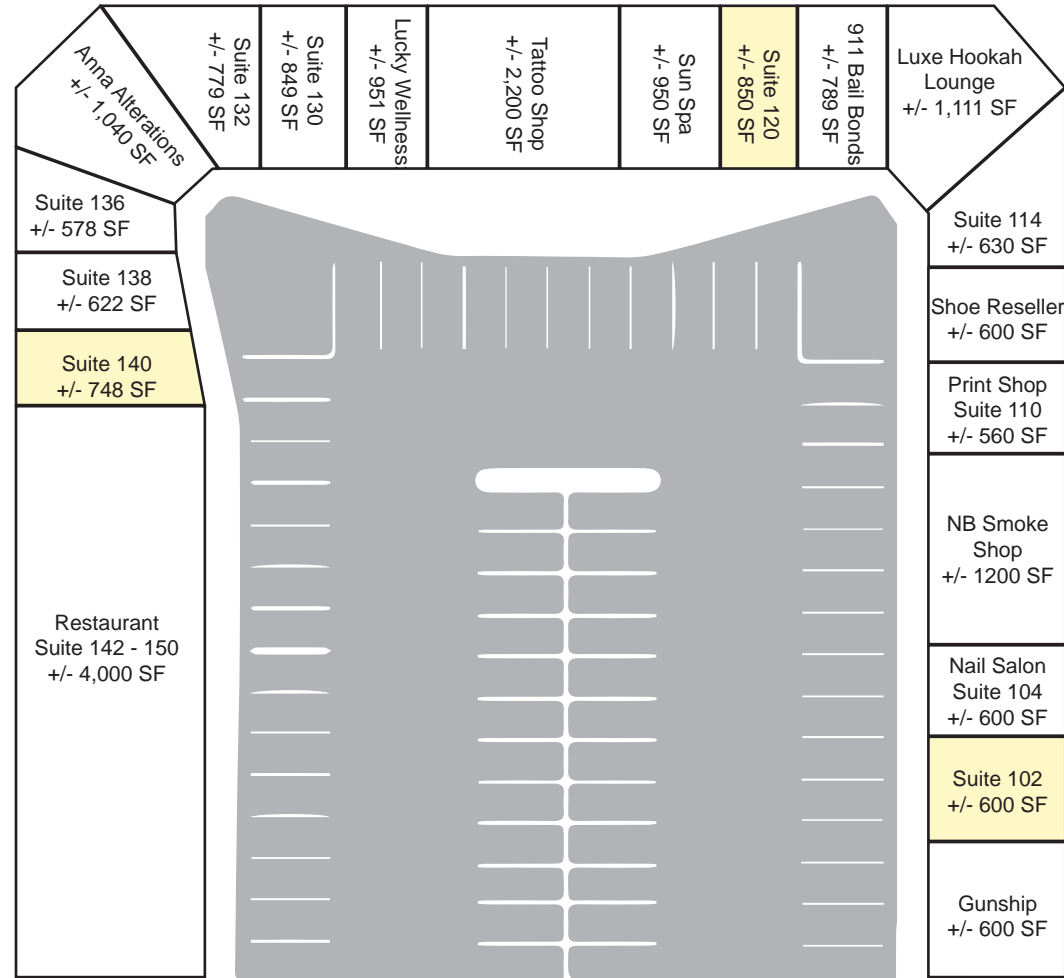 Anna Alterations
+/- 1,040 SF
Suite 132
+/- 779 SF
Suite 130
+/- 849 SF
Lucky Wellness
+/- 951 SF
Tattoo Shop
+/- 2,200 SF
Sun Spa
+/- 950 SF
Suite 120
+/- 850 SF
911 Bail Bonds
+/- 789 SF
Luxe Hookah
Lounge
+/- 1,111 SF
Suite 136
+/- 578 SF
Suite 138
+/- 622 SF
Suite 140
+/- 748 SF
Restaurant
Suite 142 - 150
+/- 4,000 SF
Suite 114
+/- 630 SF
Shoe Reseller
+/- 600 SF
Print Shop
Suite 110
+/- 560 SF
NB Smoke
Shop
+/- 1200 SF
Nail Salon
Suite 104
+/- 600 SF
Suite 102
+/- 600 SF
Gunship
+/- 600 SF